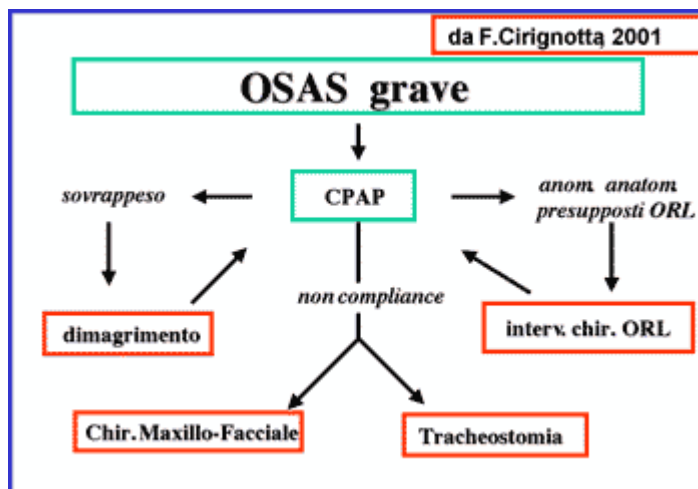 da F.Cirignotta, 2001
OSAS grave
CPAP
sovrappeso
anom. anatom.
presupposti ORL
non compliance
dimagrimento
interv. chir. ORL
Chir. Maxillo-Facciale
Tracheostomia